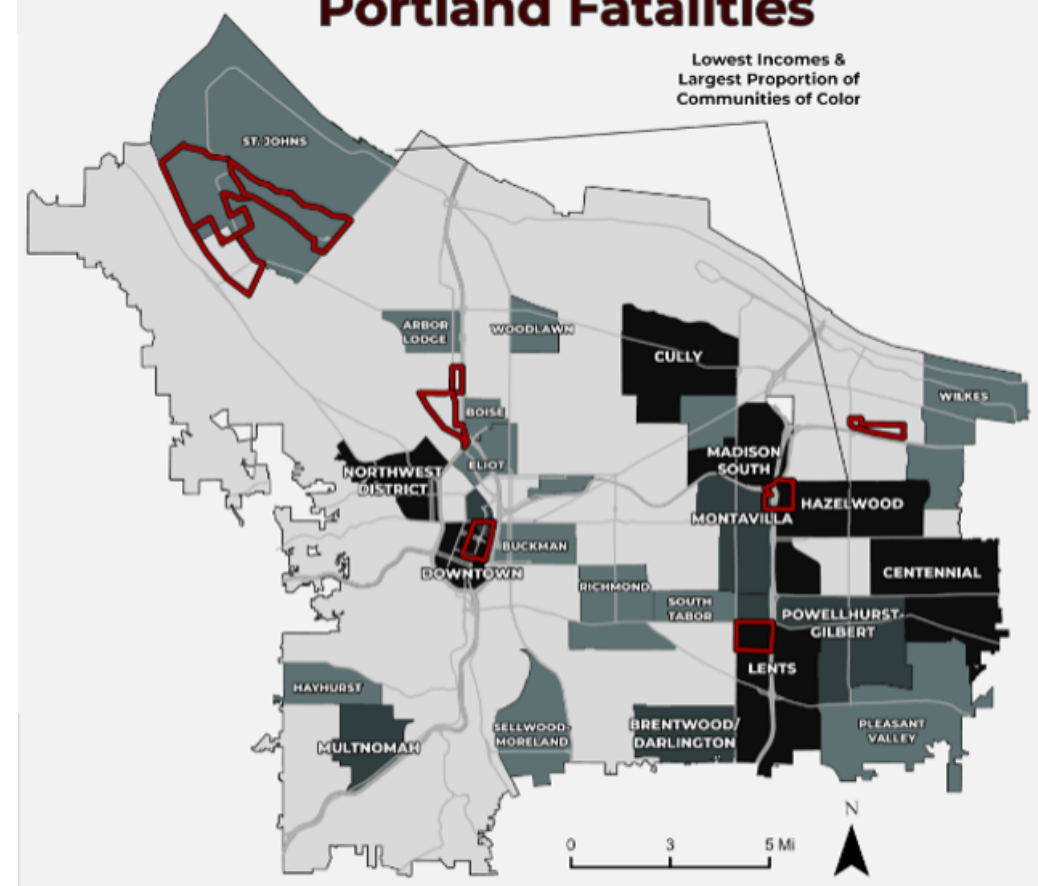 Portland Fatalities
Lowest Incomes &
Largest Proportion of
Communities of Color
ST. JOHNS
ARBOR
LODGE
WOODLAWN
CULLY
WILKES
BOISE
MADISON
SOUTH
ELIOT
NORTHWEST
DISTRICT
HAZELWOOD
MONTAVILLA
BUCKMAN
DOWNTOWN
CENTENNIAL
RICHMOND
SOUTH
TABOR
POWELLHURST-
GILBERT
LENTS
HAYHURST
SELLWOOD-
MORELAND
BRENTWOOD/
DARLINGTON
PLEASANT
VALLEY
MULTNOMAH
N
0 3 5 Mi